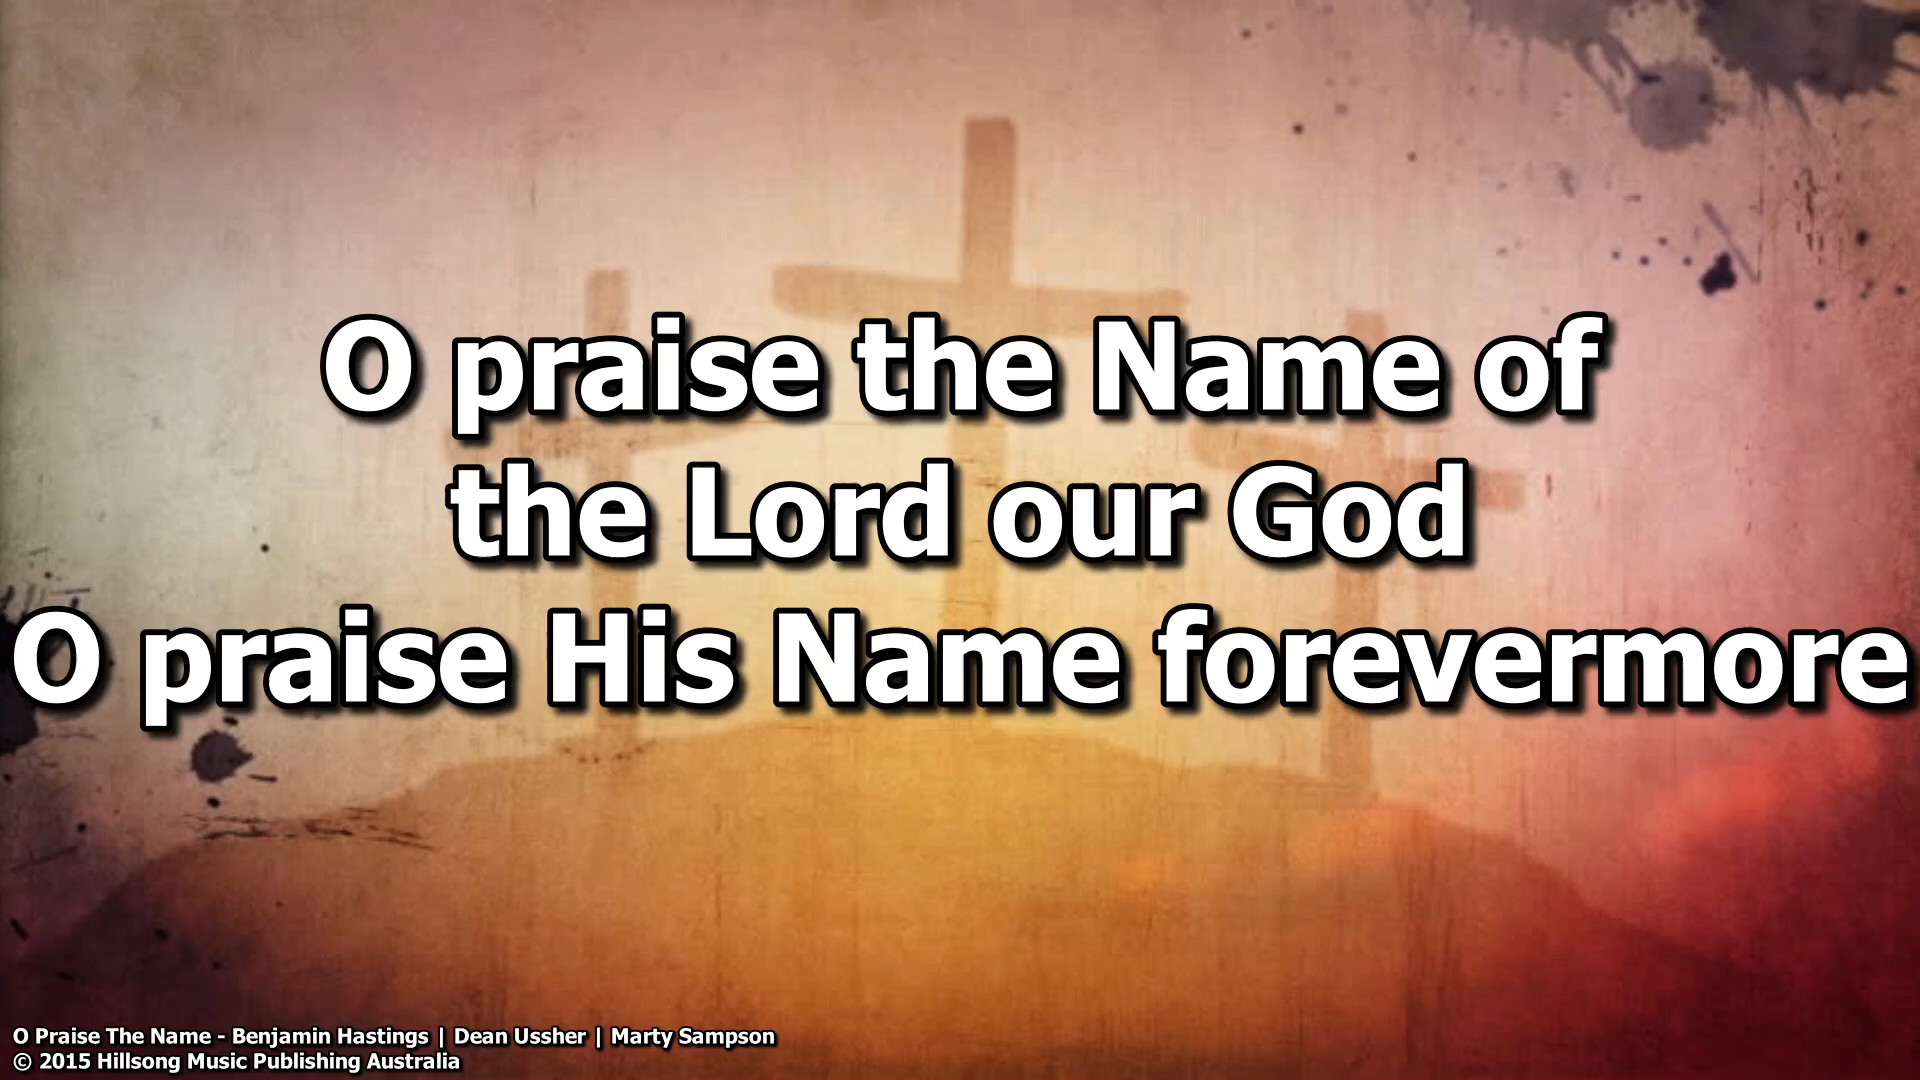 O praise the Name of
the Lord our God
O praise His Name forevermore
O Praise The Name - Benjamin Hastings | Dean Ussher | Marty Sampson
© 2015 Hillsong Music Publishing Australia